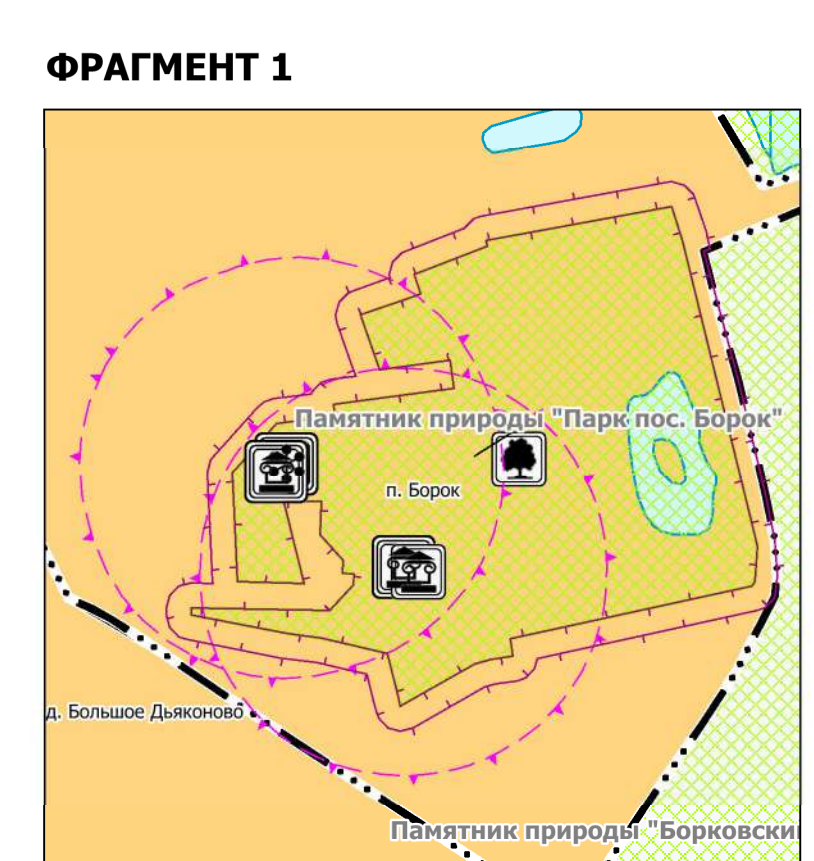 ФРАГМЕНТ 1
Памятник природы "Парк пос. Борок"
п. Борок
д. Большое Дьяконово
Памятник природы "Борковски